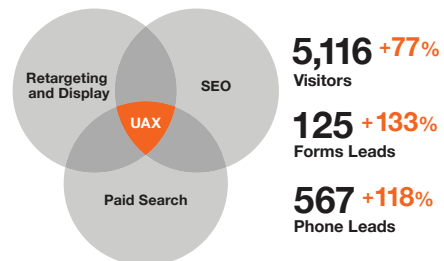 Retargeting
and Display
SEO
UAX
Paid Search
5,116 +77%
Visitors
125 +133%
Forms Leads
567 +118%
Phone Leads